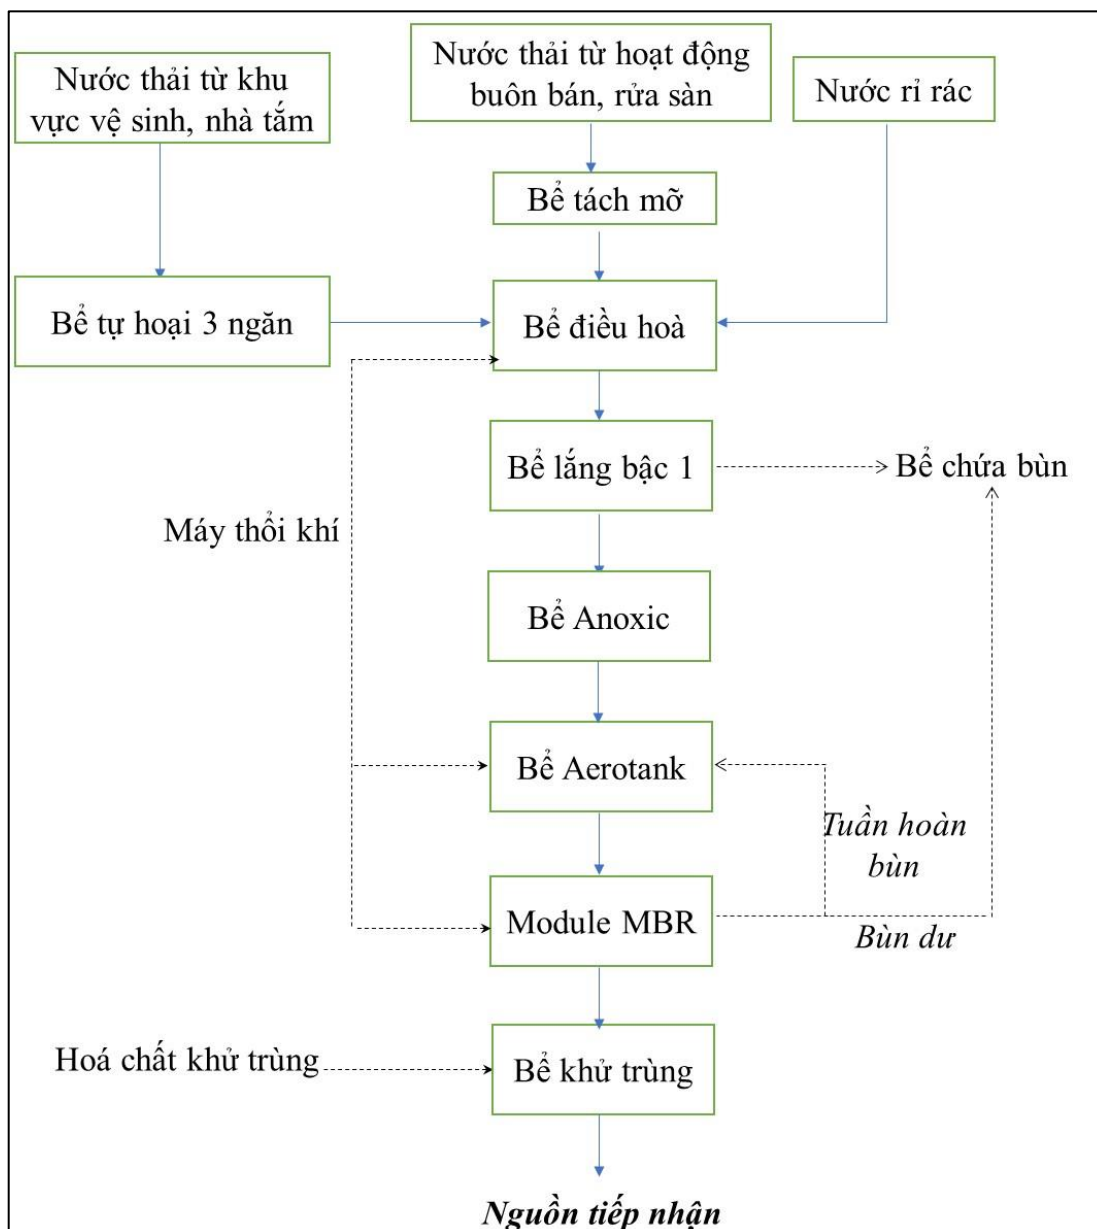 Nước thải từ khu
vực vệ sinh, nhà tắm
Nước thải từ hoạt động
buôn bán, rửa sàn
Nước rỉ rác
Bể tách mỡ
Bể tự hoại 3 ngăn
Bể điều hoà
Bể lắng bậc 1
Bể chứa bùn
Máy thổi khí
Bể Anoxic
Bể Aerotank
Tuần hoàn
bùn
Module MBR
Bùn dư
Hoá chất khử trùng
Bể khử trùng
Nguồn tiếp nhận